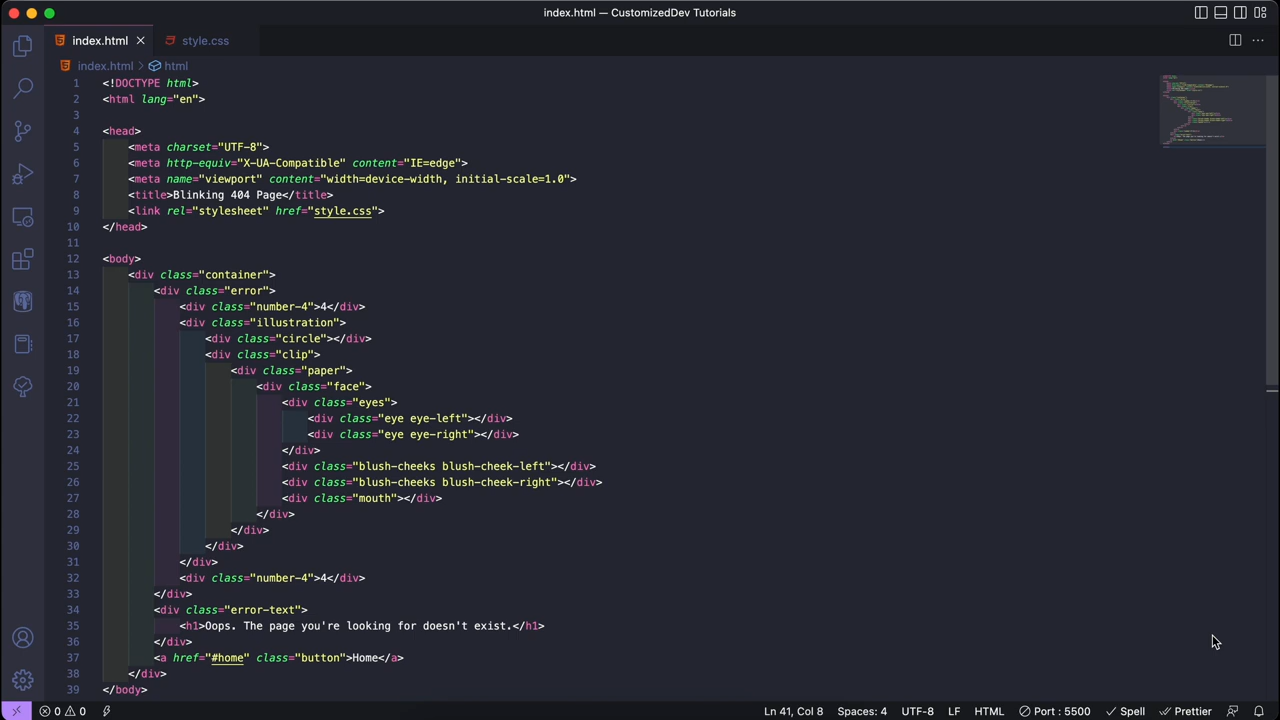 index.html — CustomizedDev Tutorials
index.html
style.css
index.html > html
1 <!DOCTYPE html>
2 <html lang="en">
3
4 <head>
5 <meta charset="UTF-8">
6 <meta http-equiv="X-UA-Compatible" content="IE=edge">
7 <meta name="viewport" content="width=device-width, initial-scale=1.0">
8 <title>Blinking 404 Page</title>
9 <link rel="stylesheet" href="style.css">
10 </head>
11
12 <body>
13 <div class="container">
14 <div class="error">
15 <div class="number-4">4</div>
16 <div class="illustration">
17 <div class="circle"></div>
18 <div class="clip">
19 <div class="paper">
20 <div class="face">
21 <div class="eyes">
22 <div class="eye eye-left"></div>
23 <div class="eye eye-right"></div>
24 </div>
25 <div class="blush-cheeks blush-cheek-left"></div>
26 <div class="blush-cheeks blush-cheek-right"></div>
27 <div class="mouth"></div>
28 </div>
29 </div>
30 </div>
31 </div>
32 <div class="number-4">4</div>
33 </div>
34 <div class="error-text">
35 <h1>Oops. The page you're looking for doesn't exist.</h1>
36 </div>
37 <a href="#home" class="button">Home</a>
38 </div>
39 </body>
0 0 Ln 41, Col 8 Spaces: 4 UTF-8 LF HTML Port : 5500 Spell Prettier